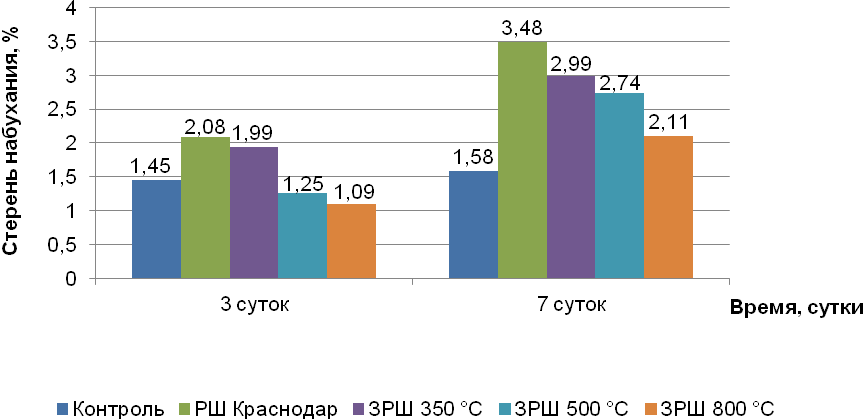 Стерень набухания, %
4
3,5
3
2,5
2
1,5
1
0,5
0
1,45
2,08
1,99
1,25
1,09
1,58
3,48
2,99
2,74
2,11
3 суток
7 суток
Время, сутки
Контроль
РШ Краснодар
ЗРШ 350 °С
ЗРШ 500 °С
ЗРШ 800 °С